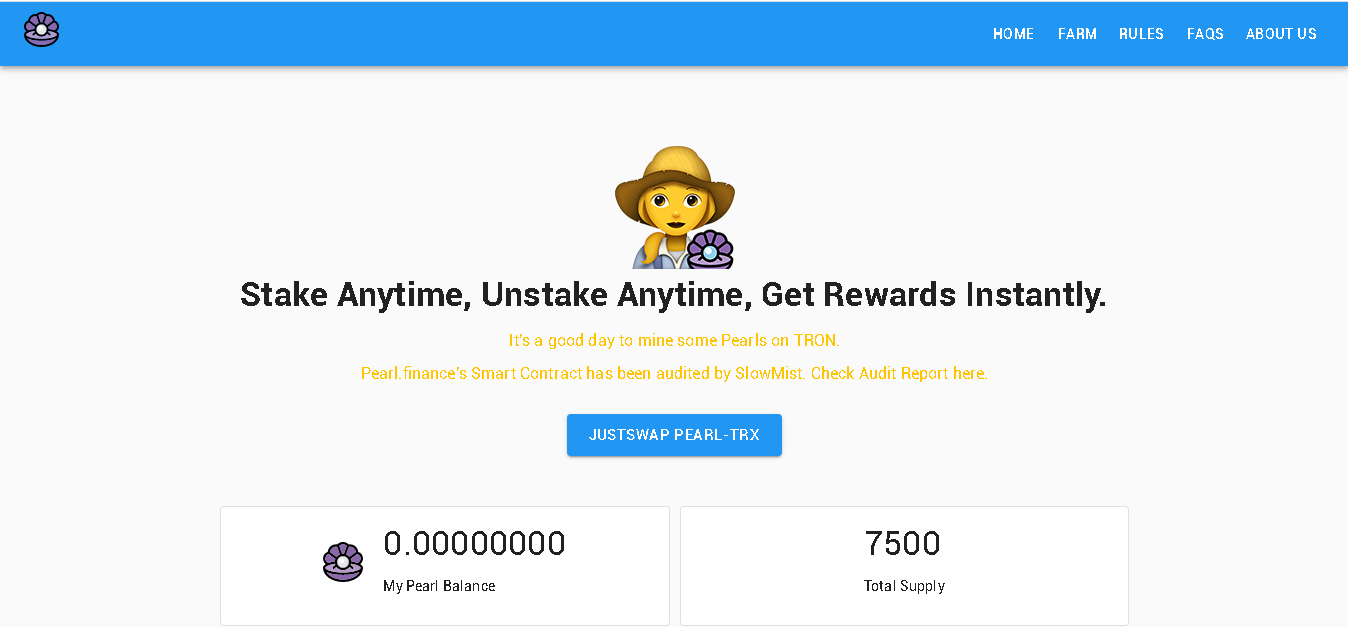 HOME FARM RULES FAQS ABOUT US
Stake Anytime, Unstake Anytime, Get Rewards Instantly.
It's a good day to mine some Pearls on TRON.
Pearl.finance's Smart Contract has been audited by SlowMist. Check Audit Report here.
JUSTSWAP PEARL-TRX
0.00000000
My Pearl Balance
7500
Total Supply